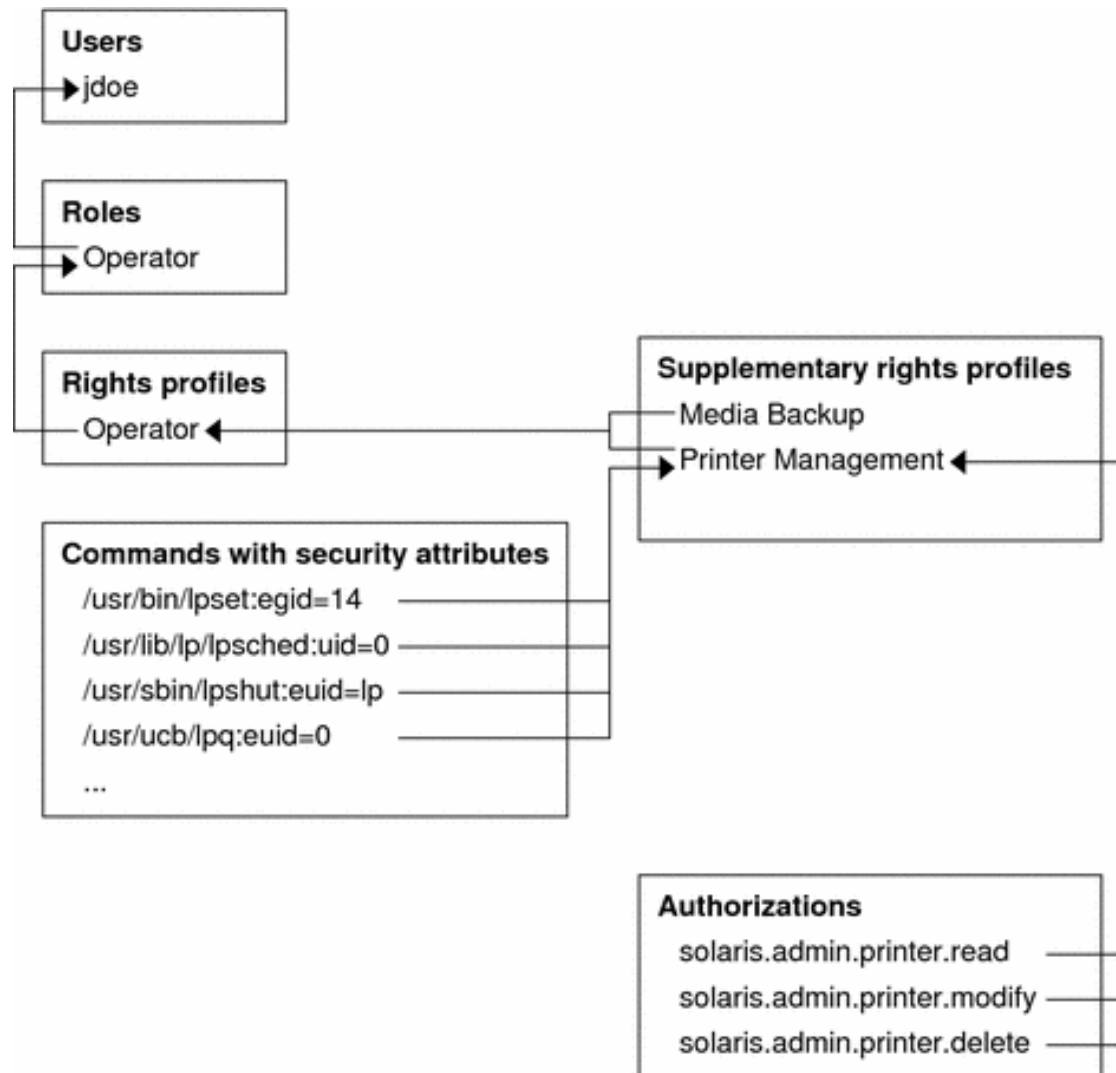 Users
jdoe
Roles
Operator
Rights profiles
Operator
Supplementary rights profiles
Media Backup
Printer Management
Commands with security attributes
/usr/bin/lpset:egid=14
/usr/lib/lp/lpsched:uid=0
/usr/sbin/lpshut:euid=lp
/usr/ucb/lpq:euid=0
...
Authorizations
solaris.admin.printer.read
solaris.admin.printer.modify
solaris.admin.printer.delete